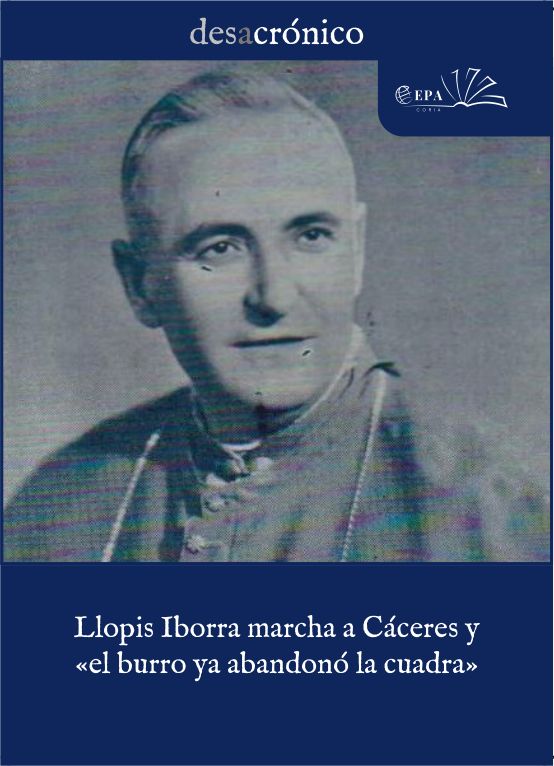 desacrónico
EPA
CORIA
Llopis Iborra marcha a Cáceres y
«el burro ya abandonó la cuadra»